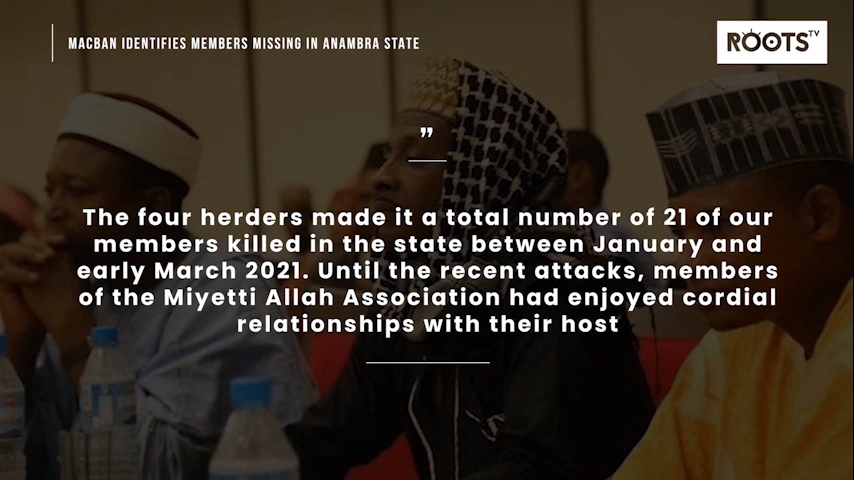 MACBAN IDENTIFIES MEMBERS MISSING IN ANAMBRA STATE
ROOTS TV
"
The four herders made it a total number of 21 of our
members killed in the state between January and
early March 2021. Until the recent attacks, members
of the Miyetti Allah Association had enjoyed cordial
relationships with their host